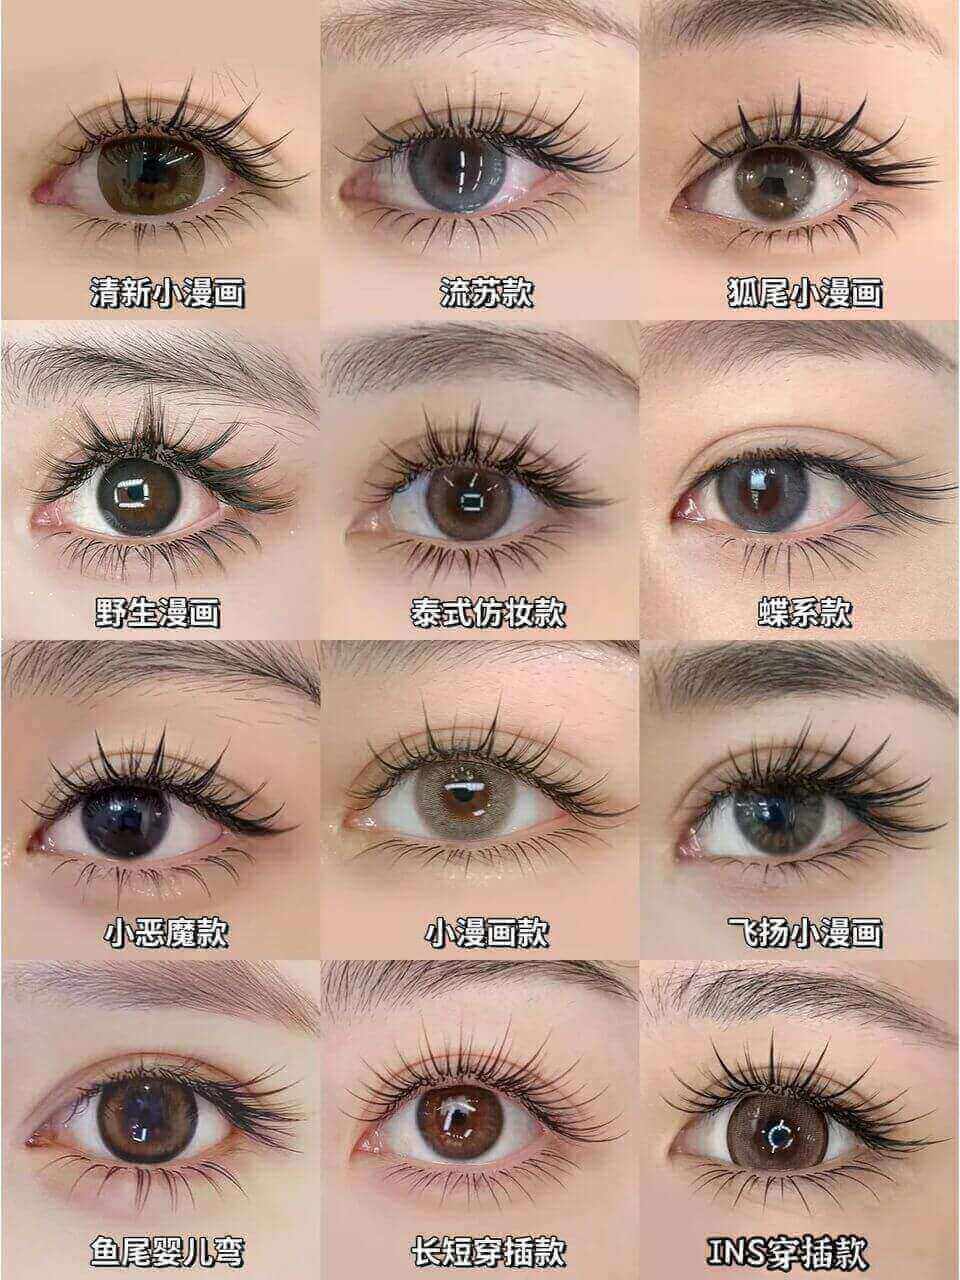 清新小漫画
流苏款
狐尾小漫画
野生漫画
泰式仿妆款
蝶系款
小恶魔款
小漫画款
飞扬小漫画
鱼尾婴儿弯
长短穿插款
INS穿插款